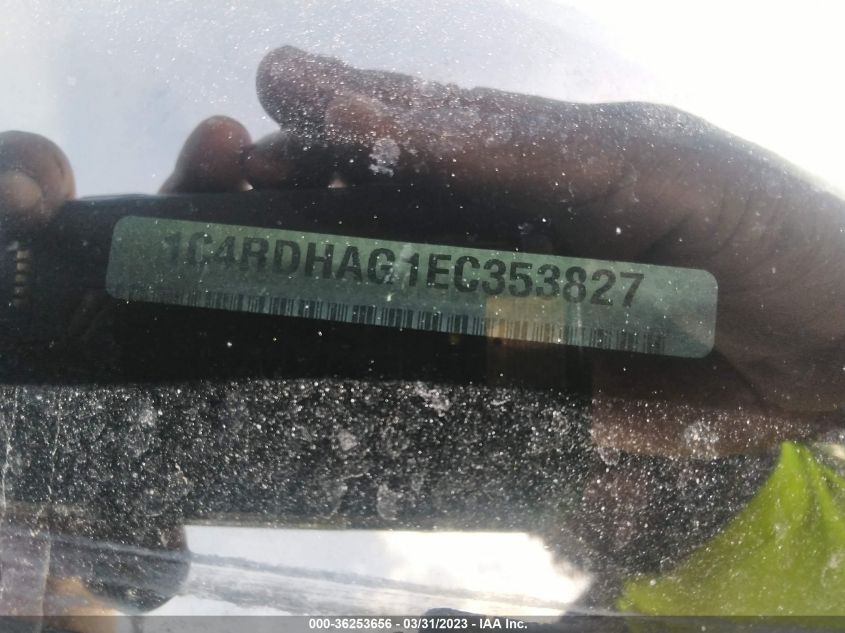 1C4RDHAG1EC353827
000-36253656 - 03/31/2023 - IAA Inc.